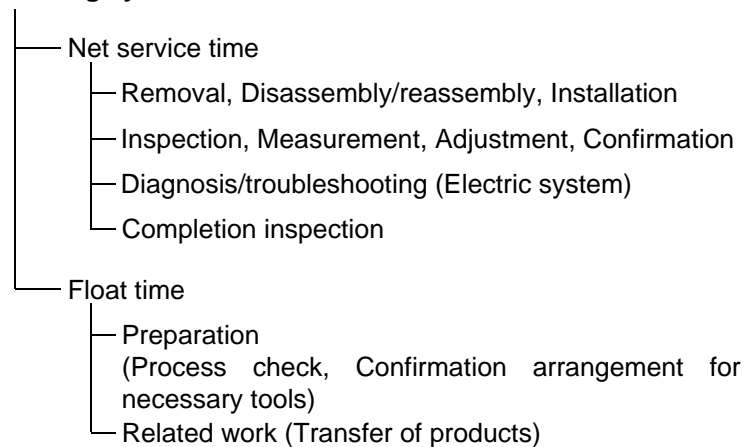 Net service time
Removal, Disassembly/reassembly, Installation
Inspection, Measurement, Adjustment, Confirmation
Diagnosis/troubleshooting (Electric system)
Completion inspection
Float time
Preparation
(Process check, Confirmation arrangement for
necessary tools)
Related work (Transfer of products)